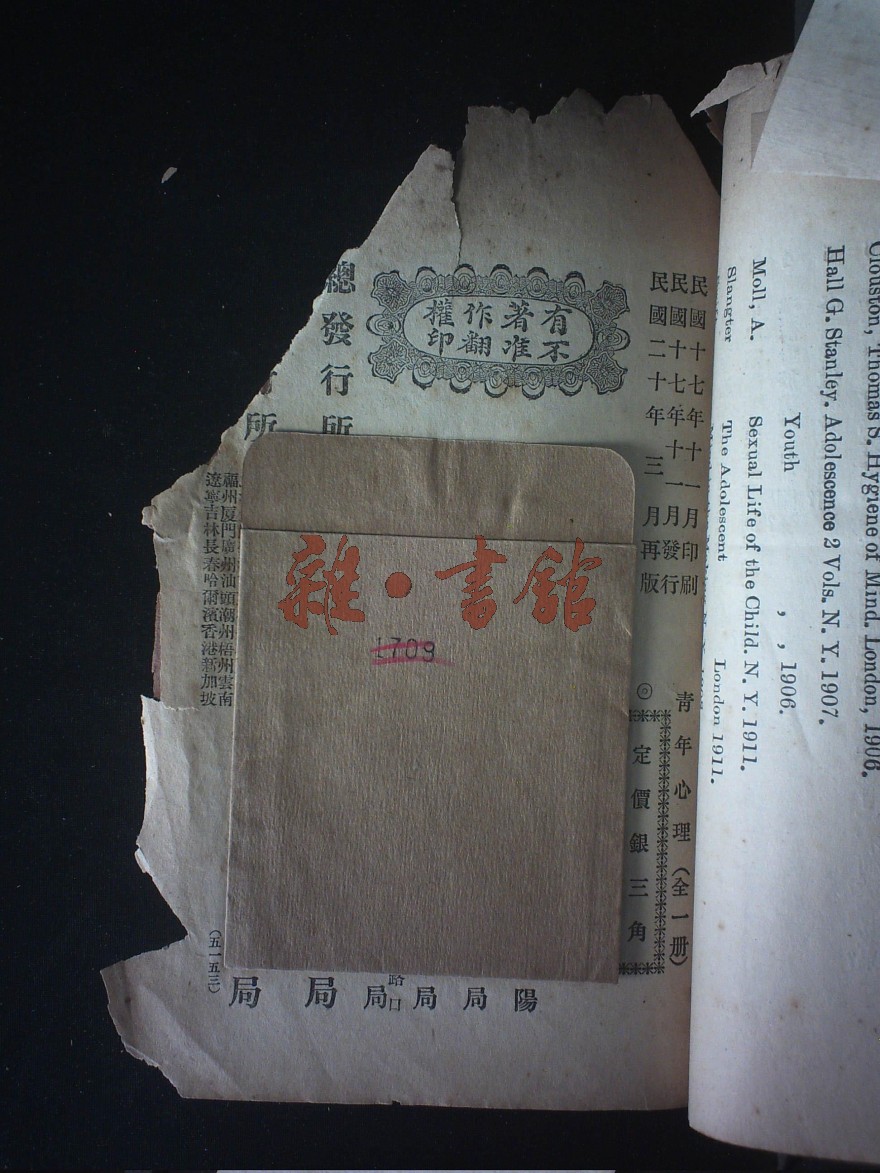 民國十七年十一月印刷
民國十七年十一月發行
民國二十年三月再版
青年心理（全一册）
◎定價銀三角
有著作權
不准翻印
陽
局
局
路口局
總發行所
局
所
局
福州厦門廣州汕頭潮州梧州雲南
遼寧吉林長春哈爾濱香港新加坡
（五一五三）
雜·書館
1709
Clouston, Thomas S. Hygiene of Mind. London, 1906.
Hall G. Stanley. Adolescence 2 Vols. N. Y. 1907.
Youth , , 1906.
Moll, A. Sexual Life of the Child. N. Y. 1911.
Slangter The Adolescent London 1911.